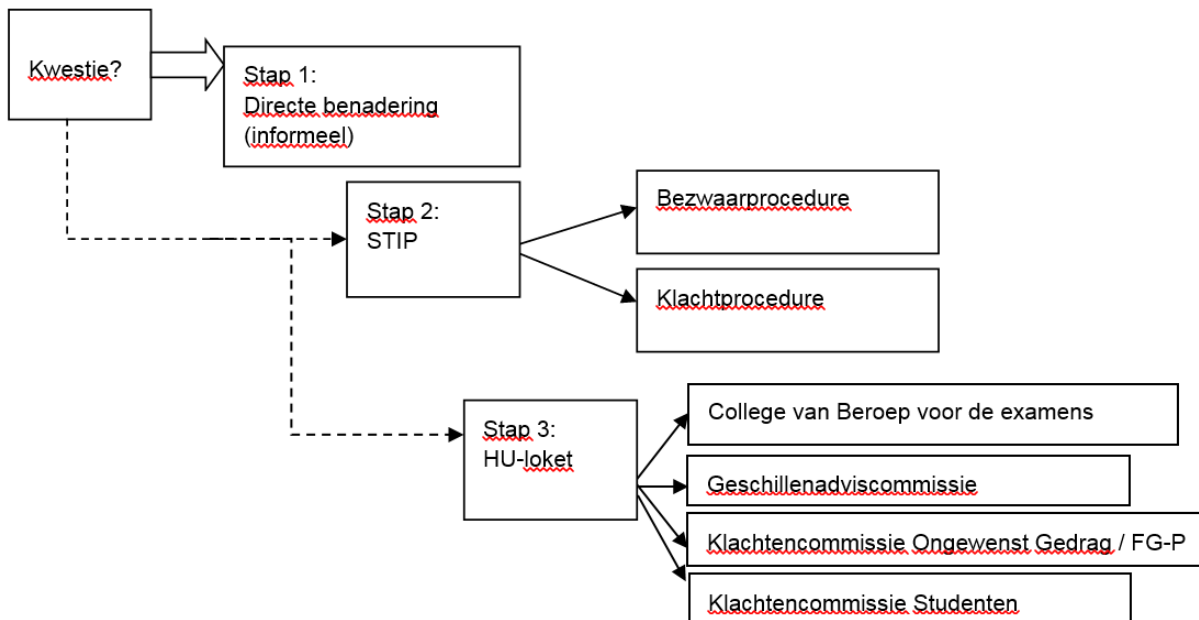 Kwestie?
Stap 1:
Directe benadering
(informeel)
Stap 2:
STIP
Bezwaarprocedure
Klachtprocedure
Stap 3:
HU-loket
College van Beroep voor de examens
Geschillenadviscommissie
Klachtencommissie Ongewenst Gedrag / FG-P
Klachtencommissie Studenten